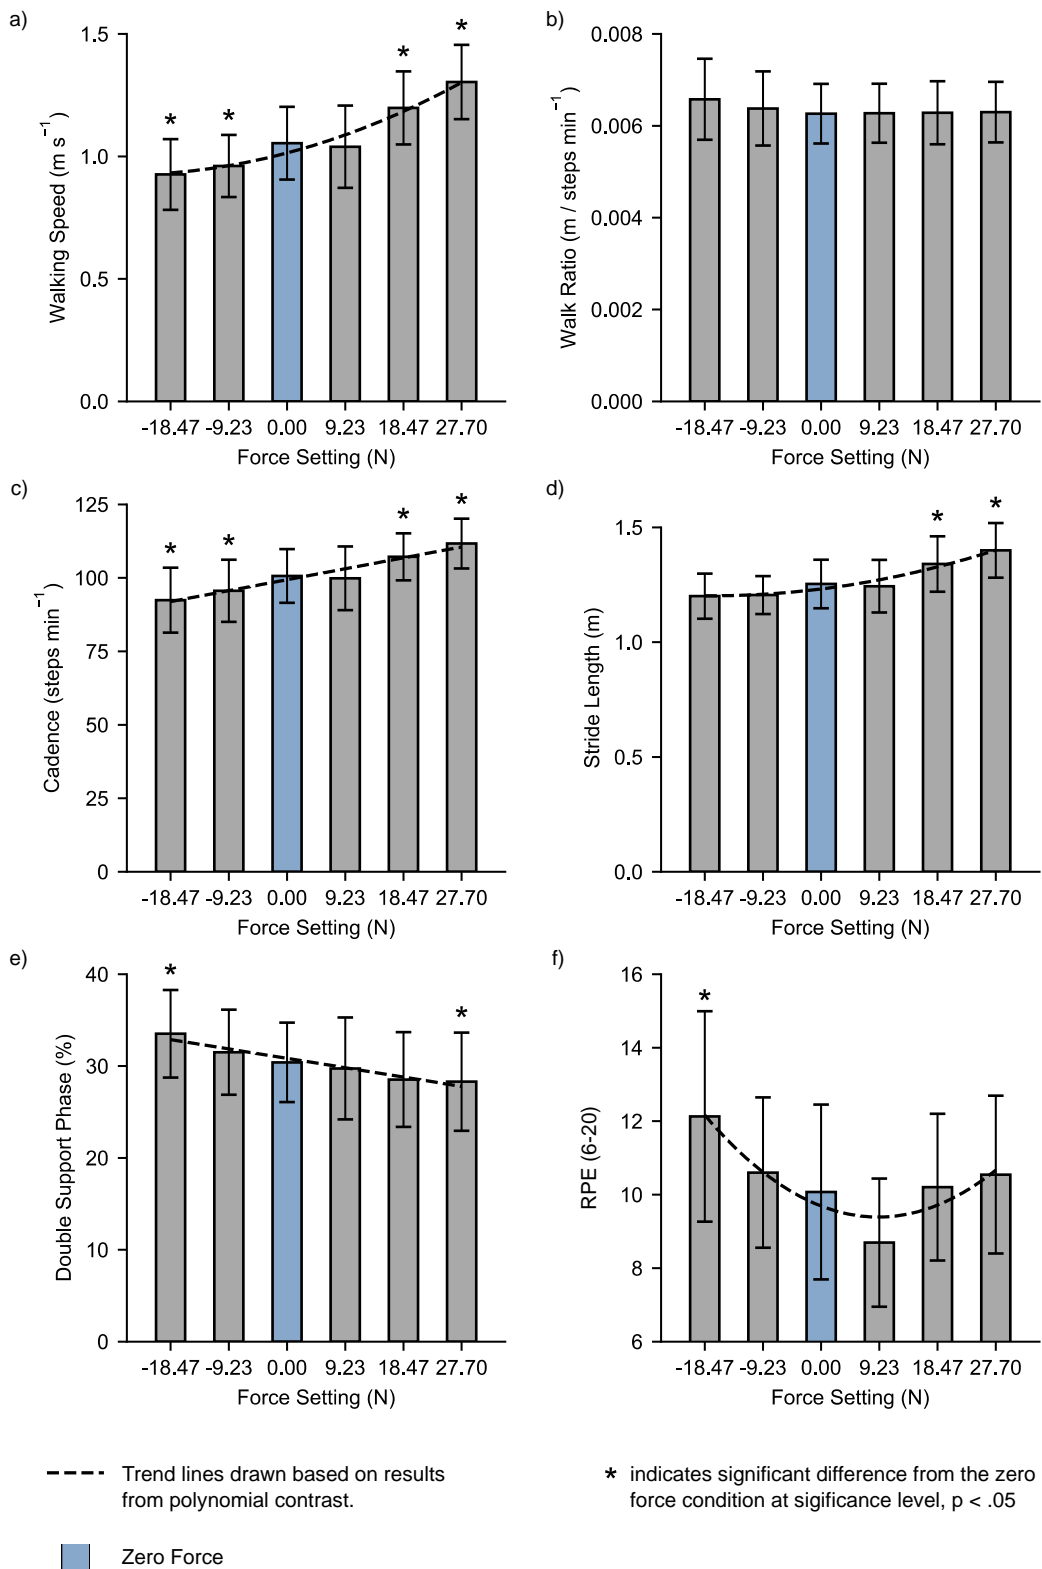 a)
1.5
1.0
0.5
0.0
Walking Speed (m s⁻¹)
* * * *
-18.47 -9.23 0.00 9.23 18.47 27.70
Force Setting (N)
b)
0.008
0.006
0.004
0.002
0.000
Walk Ratio (m / steps min⁻¹)
-18.47 -9.23 0.00 9.23 18.47 27.70
Force Setting (N)
c)
125
100
75
50
25
0
Cadence (steps min⁻¹)
* * * *
-18.47 -9.23 0.00 9.23 18.47 27.70
Force Setting (N)
d)
1.5
1.0
0.5
0.0
Stride Length (m)
* *
-18.47 -9.23 0.00 9.23 18.47 27.70
Force Setting (N)
e)
40
30
20
10
0
Double Support Phase (%)
* *
-18.47 -9.23 0.00 9.23 18.47 27.70
Force Setting (N)
f)
16
14
12
10
8
6
RPE (6-20)
*
-18.47 -9.23 0.00 9.23 18.47 27.70
Force Setting (N)
Trend lines drawn based on results
from polynomial contrast.
* indicates significant difference from the zero
force condition at sigificance level, p < .05
Zero Force